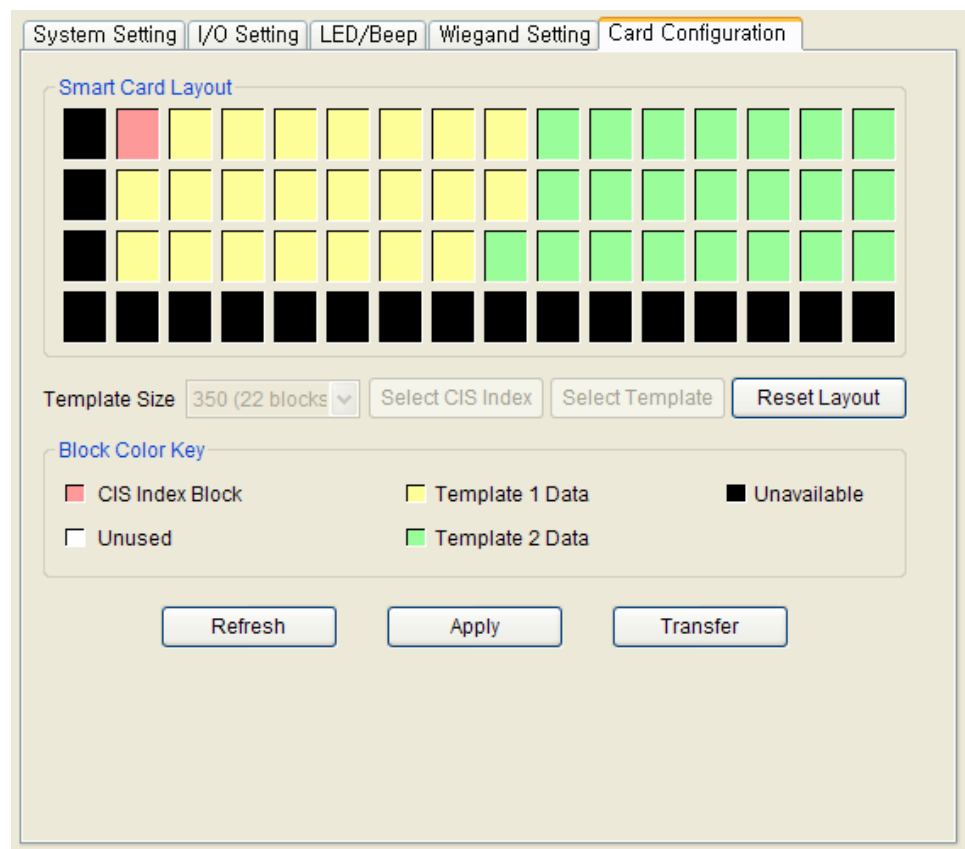 System Setting I/O Setting LED/Beep Wiegand Setting Card Configuration
Smart Card Layout
Template Size 350 (22 blocks Select CIS Index Select Template Reset Layout
Block Color Key
CIS Index Block Template 1 Data Unavailable
Unused Template 2 Data
Refresh Apply Transfer